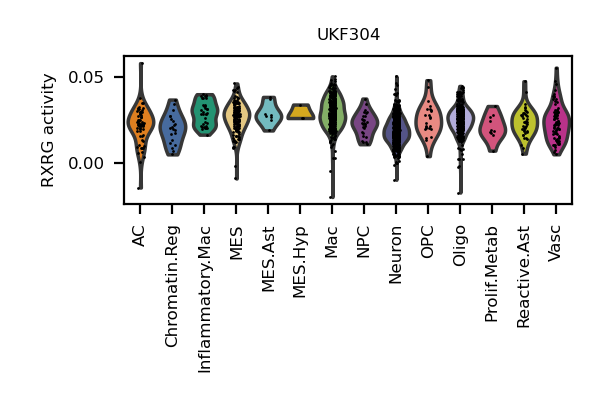 UKF304
RXRG activity
0.05
0.00
AC
Chromatin.Reg
Inflammatory.Mac
MES
MES.Ast
MES.Hyp
Mac
NPC
Neuron
OPC
Oligo
Prolif.Metab
Reactive.Ast
Vasc